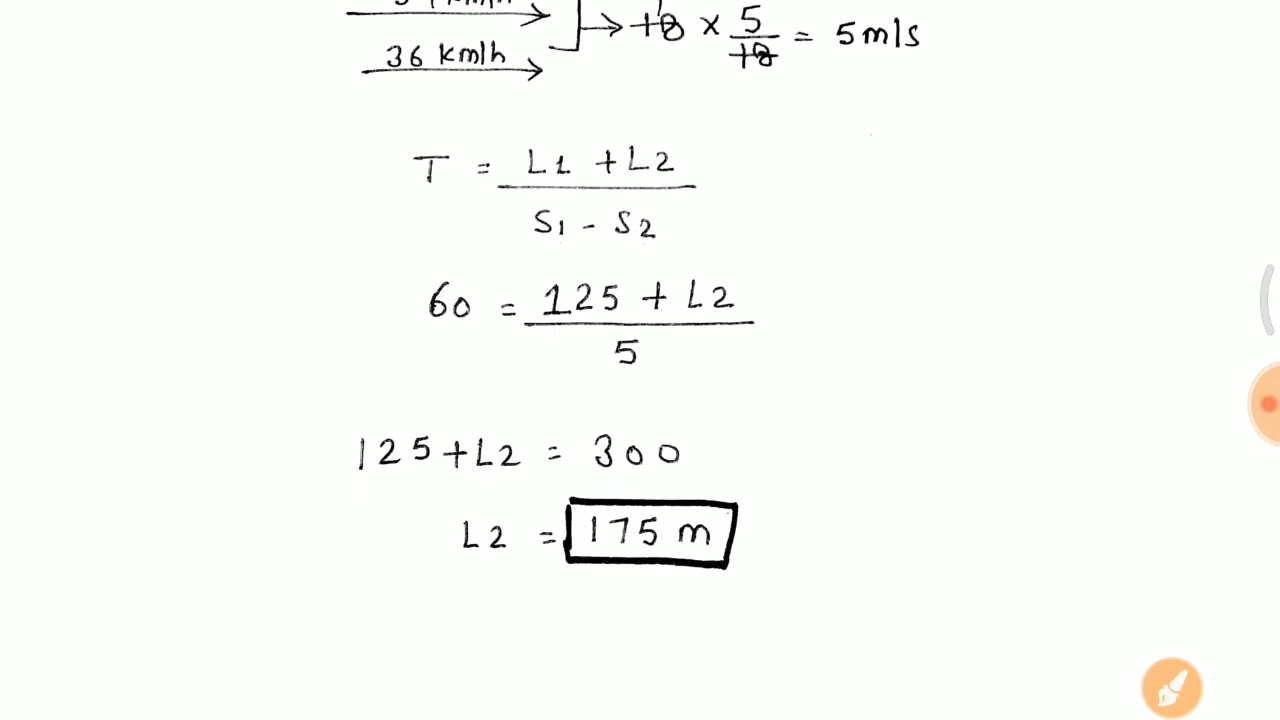 18 × 5/18 = 5 m/s
36 km/h
T = L1 + L2 / S1 - S2
60 = 125 + L2 / 5
125 + L2 = 300
L2 = 175 m